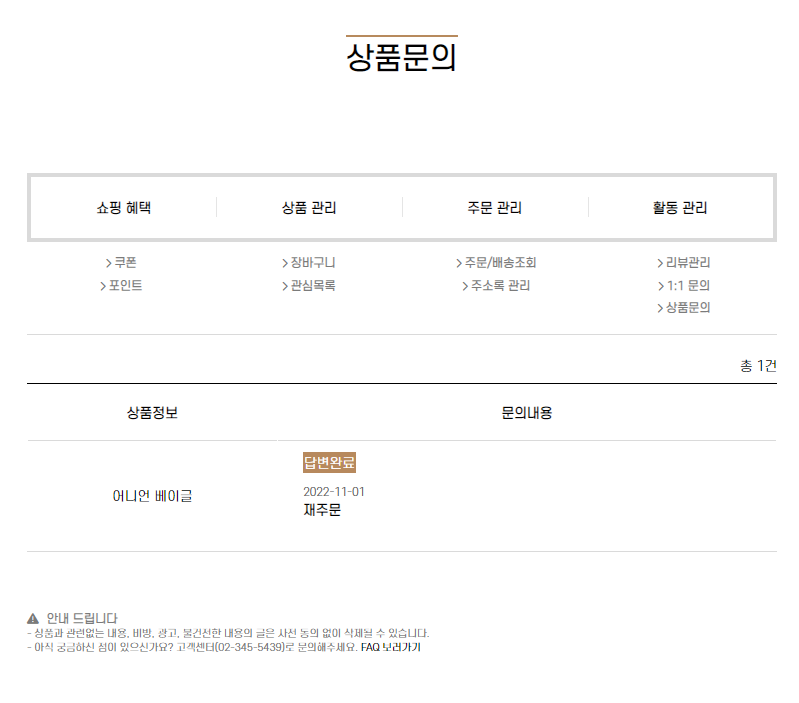 상품문의
쇼핑 혜택
상품 관리
주문 관리
활동 관리
> 쿠폰
> 포인트
> 장바구니
> 관심목록
> 주문/배송조회
> 주소록 관리
> 리뷰관리
> 1:1 문의
> 상품문의
총 1건
상품정보
문의내용
어니언 베이글
답변완료
2022-11-01
재주문
안내 드립니다
- 상품과 관련없는 내용, 비방, 광고, 불건전한 내용의 글은 사전 동의 없이 삭제될 수 있습니다.
- 아직 궁금하신 점이 있으신가요? 고객센터(02-345-5439)로 문의해주세요. FAQ 보러가기